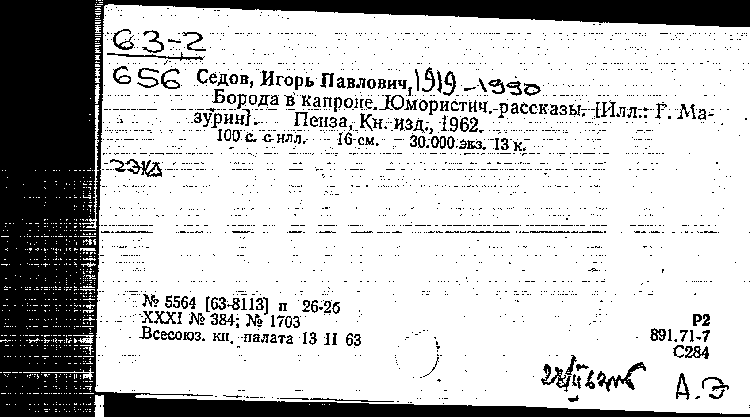 63-2
656 Седов, Игорь Павлович, 1919-1990
Борода в капроне. Юмористич. рассказы. [Илл.: Г. Ма-
зурин]. Пенза, Кн. изд., 1962.
100 с. с илл. 16 см. 30.000 экз. 13 к.
2экз
№ 5564 [63-8113] п 26-26
XXXI № 384; № 1703
Всесоюз. кн. палата 13 II 63
Р2
891.71-7
С284
А.Э